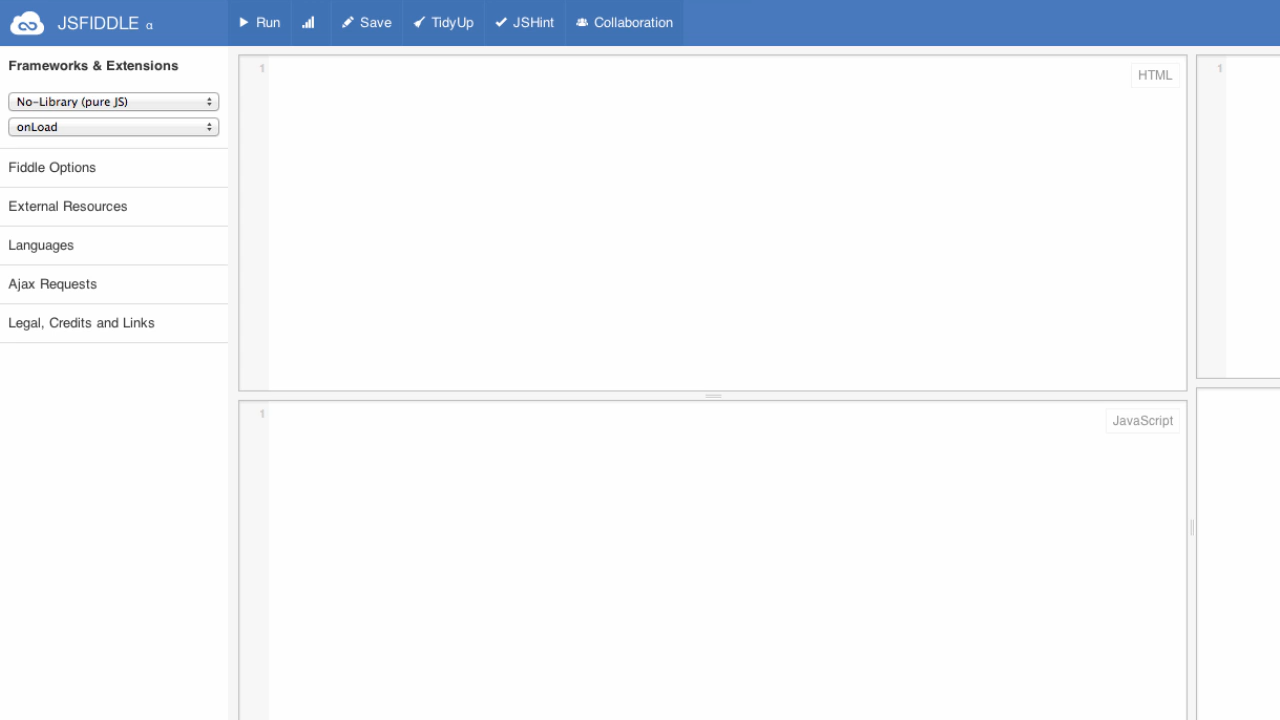 JSFIDDLE α
Run
Save
TidyUp
JSHint
Collaboration
Frameworks & Extensions
No-Library (pure JS)
onLoad
Fiddle Options
External Resources
Languages
Ajax Requests
Legal, Credits and Links
1
HTML
1
1
JavaScript